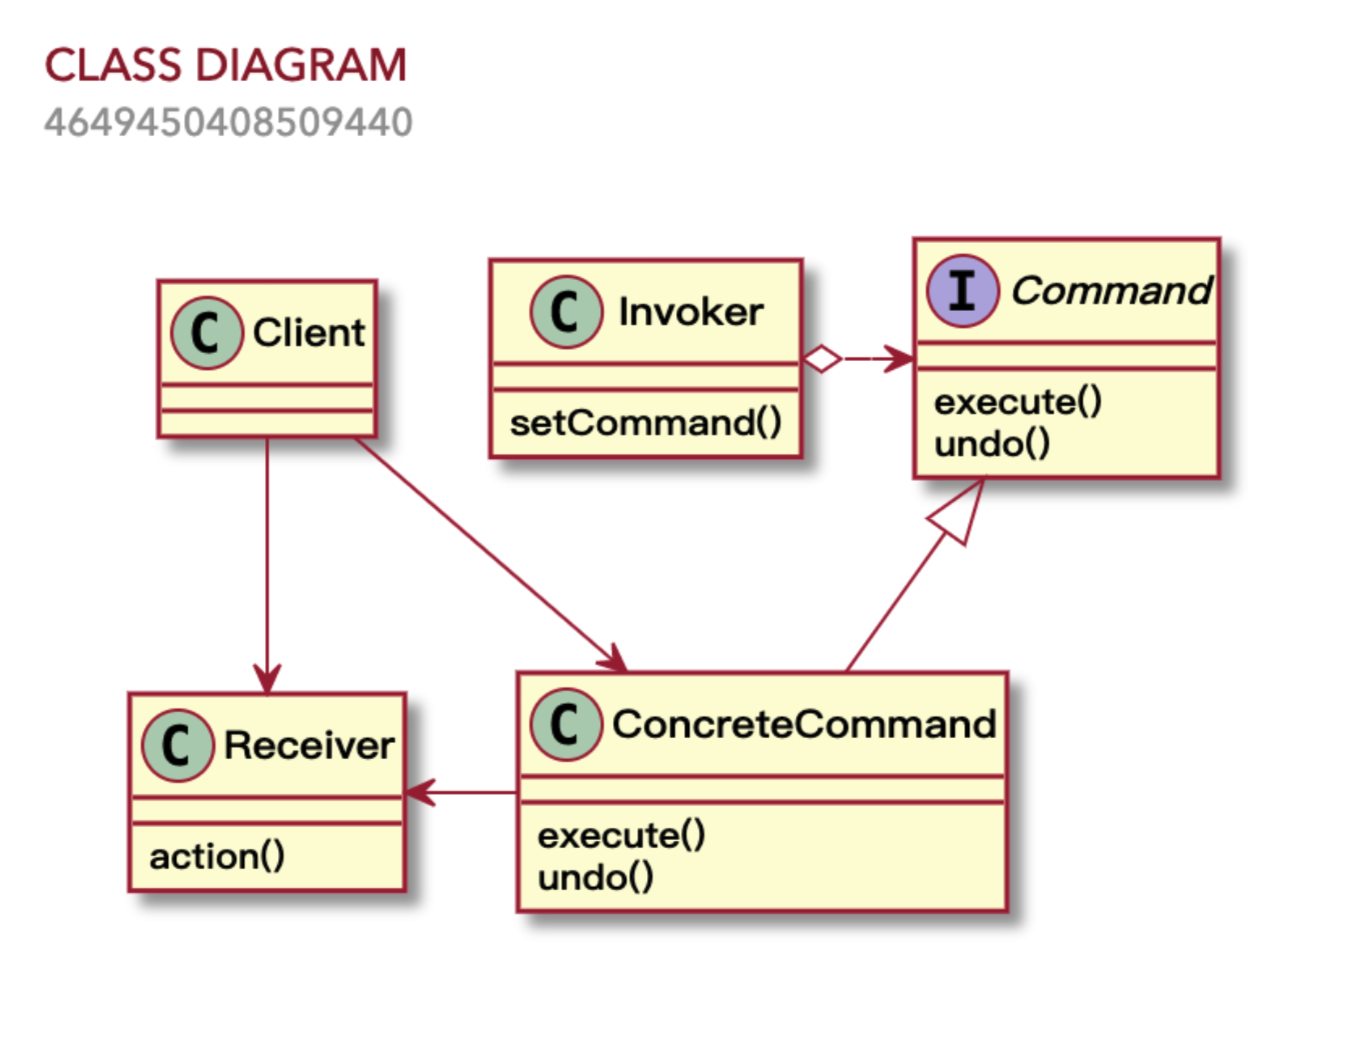 CLASS DIAGRAM
4649450408509440
C Client
C Invoker
setCommand()
I Command
execute()
undo()
C Receiver
action()
C ConcreteCommand
execute()
undo()